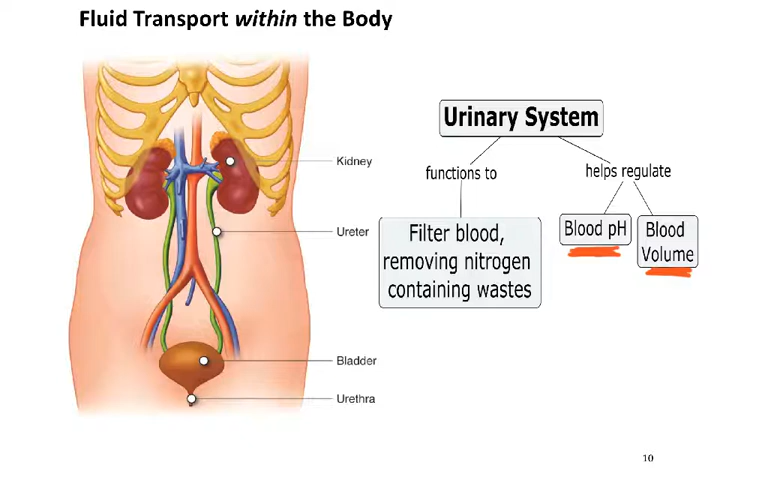 Fluid Transport within the Body
Kidney
Ureter
Bladder
Urethra
Urinary System
functions to
helps regulate
Filter blood,
removing nitrogen
containing wastes
Blood pH
Blood
Volume
10